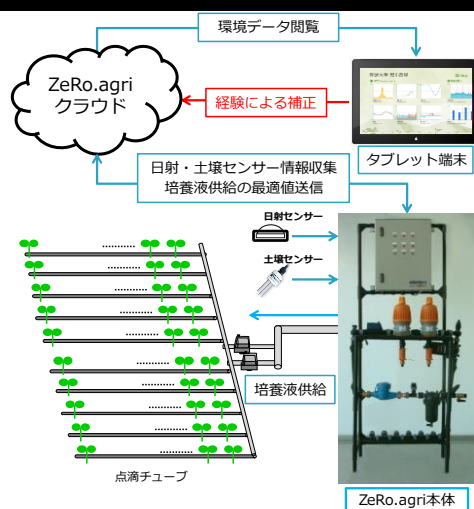 環境データ閲覧
ZeRo.agri
クラウド
経験による補正
タブレット端末
日射・土壌センサー情報収集
培養液供給の最適値送信
日射センサー
土壌センサー
培養液供給
点滴チューブ
ZeRo.agri本体